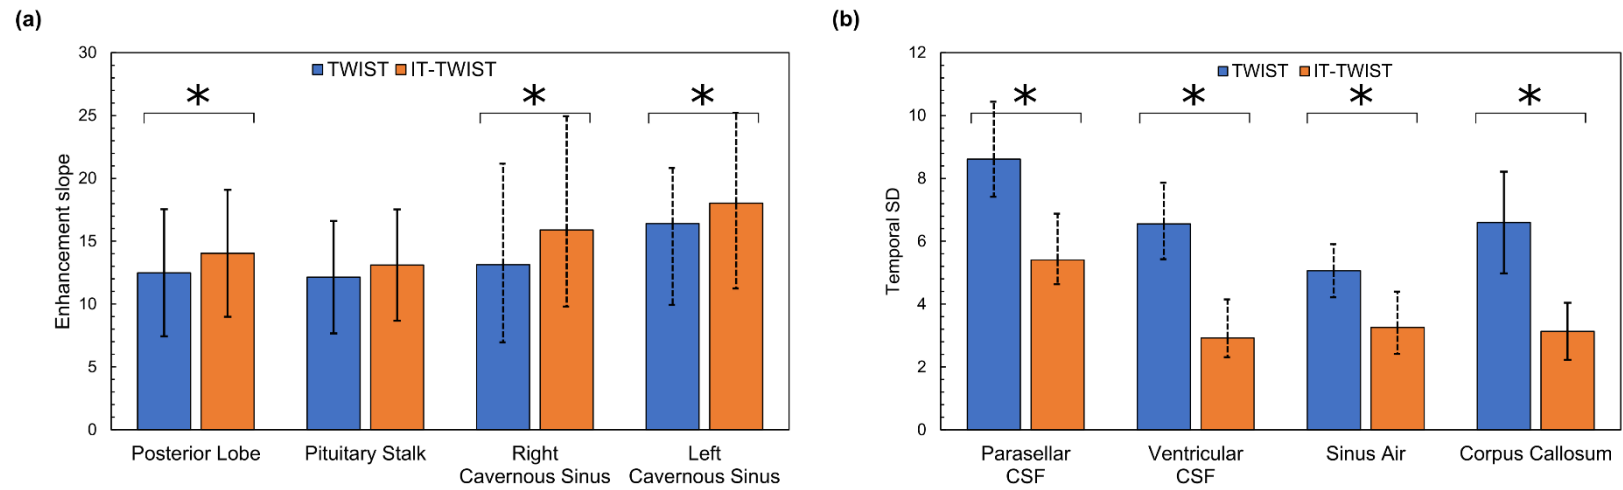 (a)
30
25
20
15
10
5
0
Enhancement slope
TWIST IT-TWIST
* * *
Posterior Lobe Pituitary Stalk Right Left
Cavernous Sinus Cavernous Sinus
(b)
12
10
8
6
4
2
0
Temporal SD
TWIST IT-TWIST
* * * *
Parasellar Ventricular Sinus Air Corpus Callosum
CSF CSF